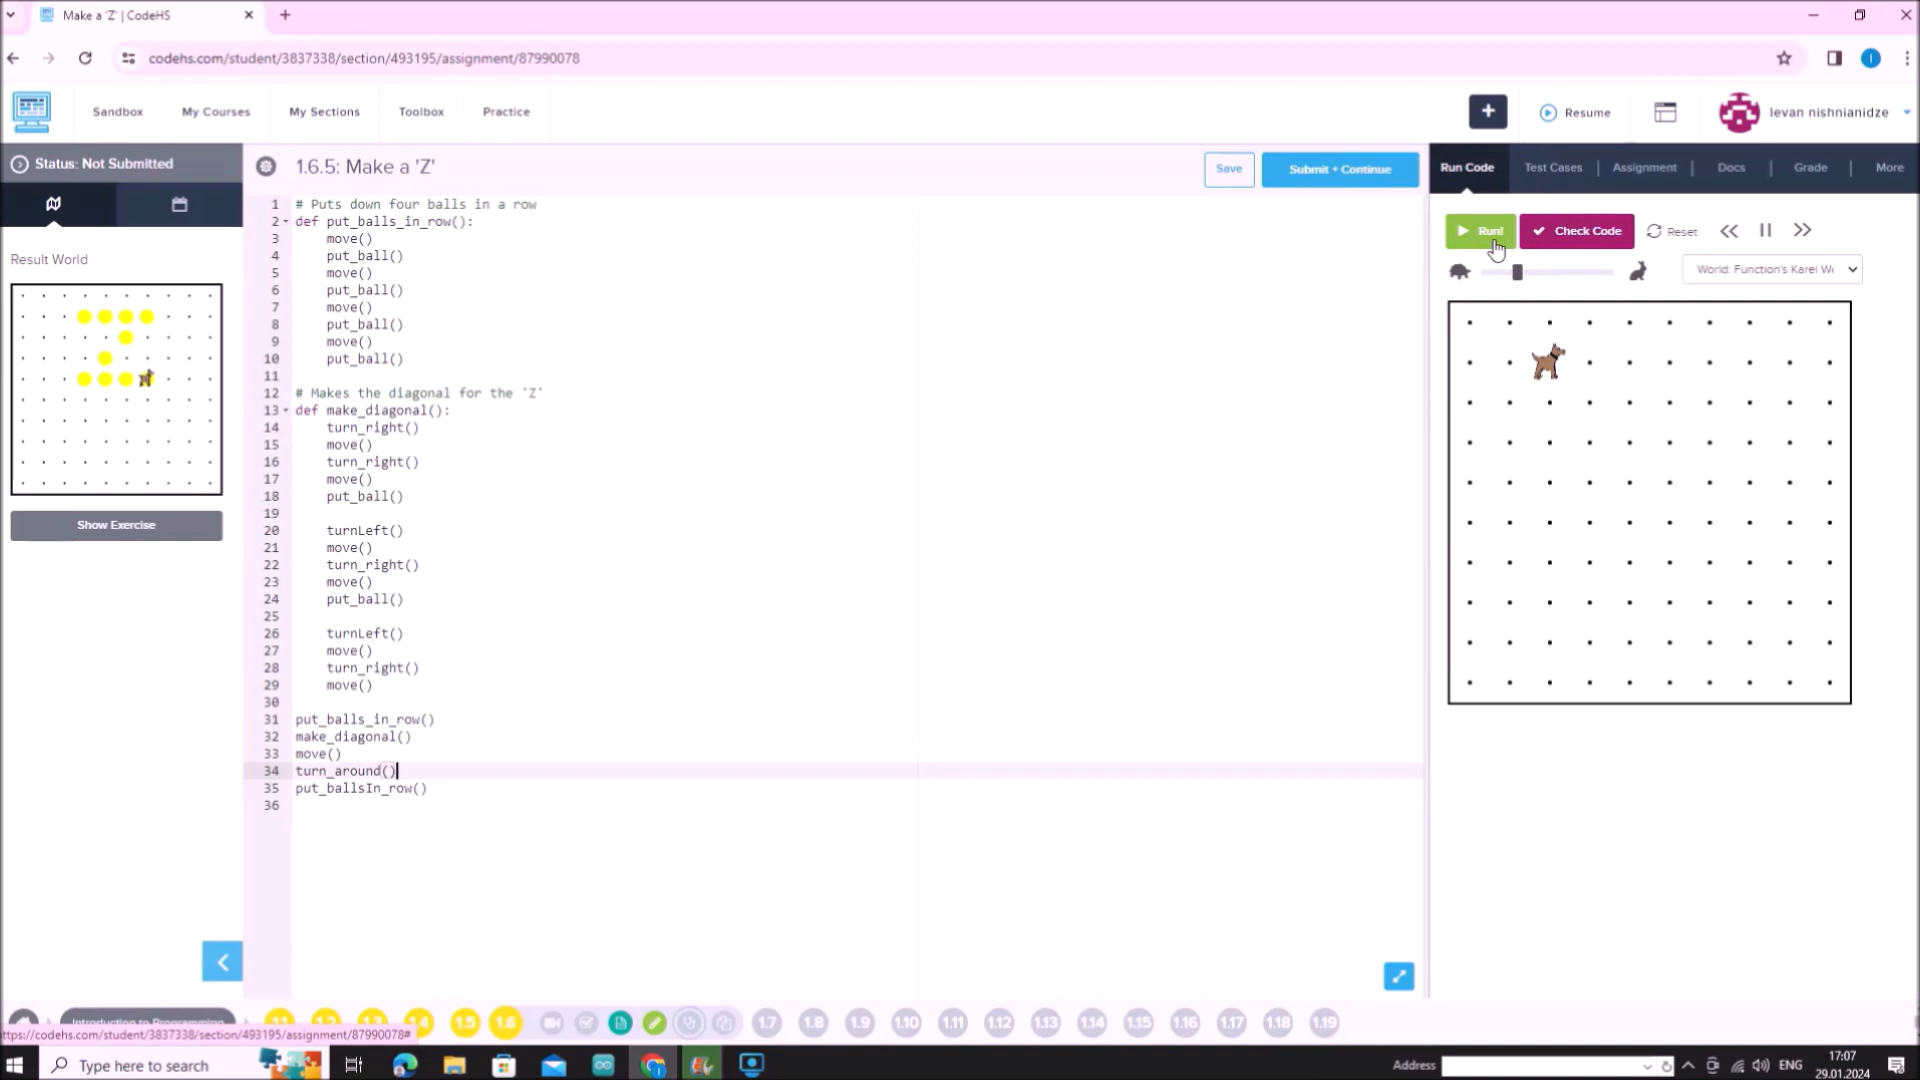 Make a 'Z' | CodeHS
codehs.com/student/3837338/section/493195/assignment/87990078
Sandbox
My Courses
My Sections
Toolbox
Practice
+
Resume
levan nishnianidze
Status: Not Submitted
1.6.5: Make a 'Z'
Save
Submit + Continue
Run Code
Test Cases
Assignment
Docs
Grade
More
Result World
Show Exercise
1 # Puts down four balls in a row
2 def put_balls_in_row():
3 move()
4 put_ball()
5 move()
6 put_ball()
7 move()
8 put_ball()
9 move()
10 put_ball()
11
12 # Makes the diagonal for the 'Z'
13 def make_diagonal():
14 turn_right()
15 move()
16 turn_right()
17 move()
18 put_ball()
19
20 turnLeft()
21 move()
22 turn_right()
23 move()
24 put_ball()
25
26 turnLeft()
27 move()
28 turn_right()
29 move()
30
31 put_balls_in_row()
32 make_diagonal()
33 move()
34 turn_around()
35 put_ballsIn_row()
36
Run!
Check Code
Reset
World: Function's Karel W
Introduction to Programming
1.4
1.5
1.6
1.7
1.8
1.9
1.10
1.11
1.12
1.13
1.14
1.15
1.16
1.17
1.18
1.19
ttps://codehs.com/student/3837338/section/493195/assignment/87990078#
Type here to search
Address
ENG
17:07
29.01.2024